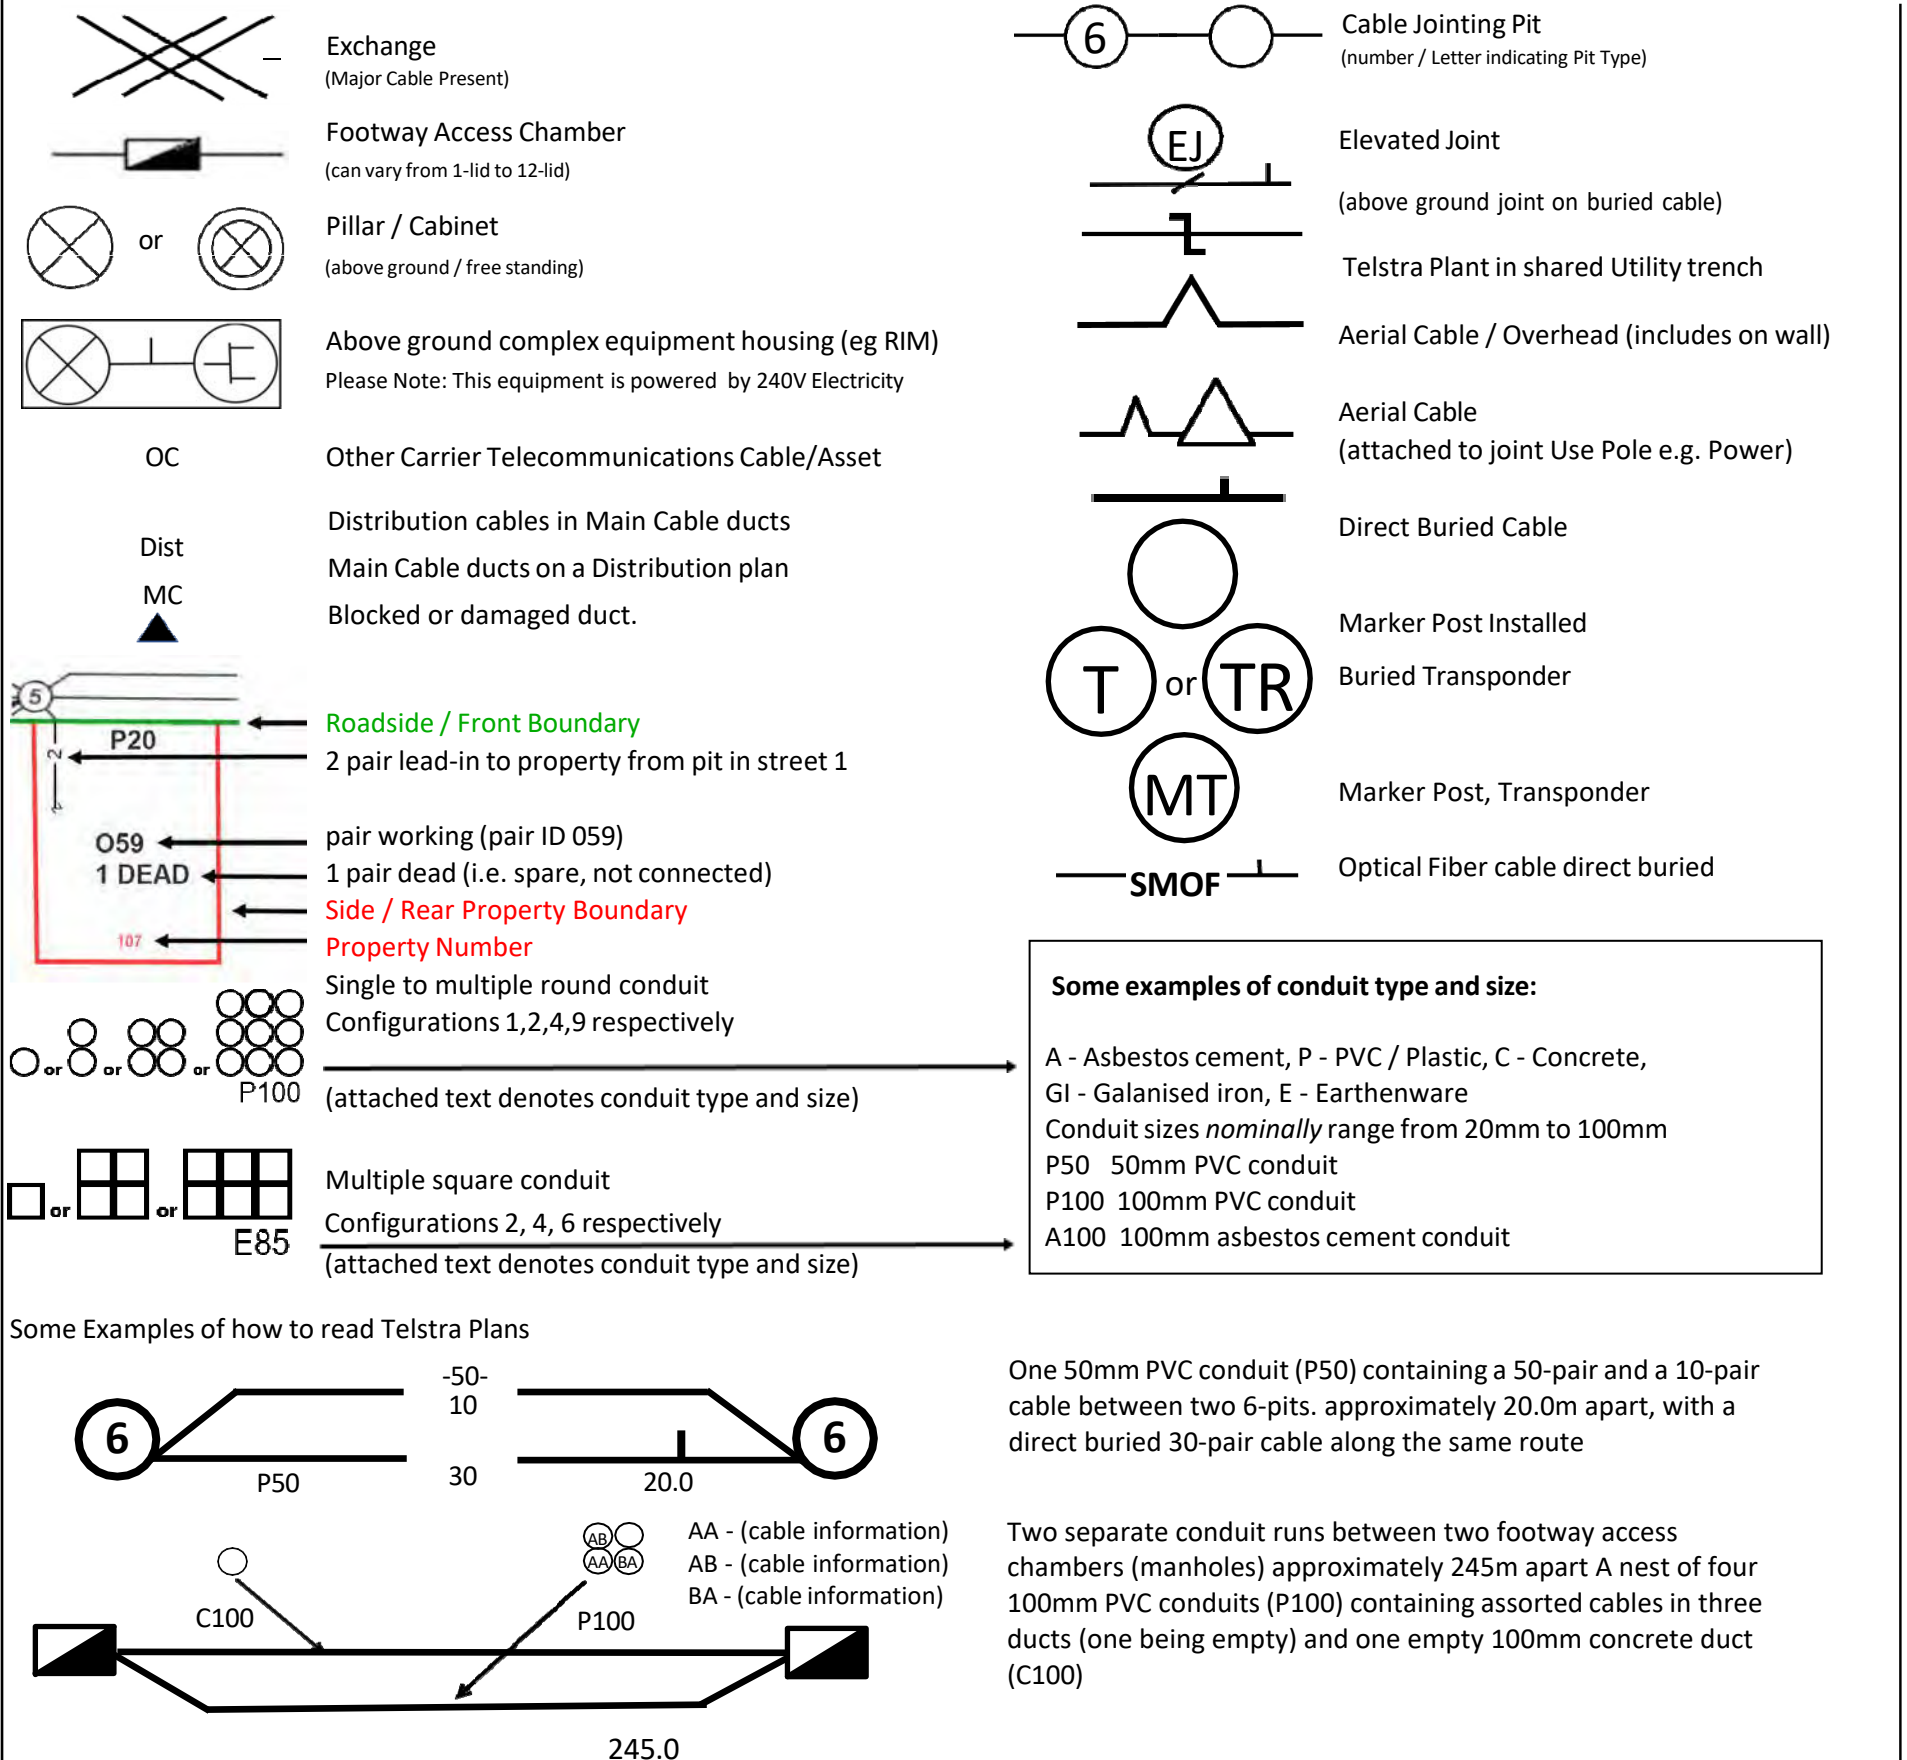 Exchange
(Major Cable Present)
Footway Access Chamber
(can vary from 1-lid to 12-lid)
or
Pillar / Cabinet
(above ground / free standing)
Above ground complex equipment housing (eg RIM)
Please Note: This equipment is powered by 240V Electricity
OC
Other Carrier Telecommunications Cable/Asset
Distribution cables in Main Cable ducts
Dist
Main Cable ducts on a Distribution plan
MC
Blocked or damaged duct.
5
P20
2
O59
1 DEAD
107
Roadside / Front Boundary
2 pair lead-in to property from pit in street 1
pair working (pair ID 059)
1 pair dead (i.e. spare, not connected)
Side / Rear Property Boundary
Property Number
Single to multiple round conduit
Configurations 1,2,4,9 respectively
or or or
P100
(attached text denotes conduit type and size)
Multiple square conduit
or or
Configurations 2, 4, 6 respectively
E85
(attached text denotes conduit type and size)
6
Cable Jointing Pit
(number / Letter indicating Pit Type)
EJ
Elevated Joint
(above ground joint on buried cable)
Telstra Plant in shared Utility trench
Aerial Cable / Overhead (includes on wall)
Aerial Cable
(attached to joint Use Pole e.g. Power)
Direct Buried Cable
Marker Post Installed
T or TR
Buried Transponder
MT
Marker Post, Transponder
SMOF
Optical Fiber cable direct buried
Some examples of conduit type and size:
A - Asbestos cement, P - PVC / Plastic, C - Concrete,
GI - Galanised iron, E - Earthenware
Conduit sizes nominally range from 20mm to 100mm
P50 50mm PVC conduit
P100 100mm PVC conduit
A100 100mm asbestos cement conduit
Some Examples of how to read Telstra Plans
-50-
10
6
6
P50
30
20.0
One 50mm PVC conduit (P50) containing a 50-pair and a 10-pair
cable between two 6-pits. approximately 20.0m apart, with a
direct buried 30-pair cable along the same route
AB
AA BA
AA - (cable information)
AB - (cable information)
BA - (cable information)
C100
P100
245.0
Two separate conduit runs between two footway access
chambers (manholes) approximately 245m apart A nest of four
100mm PVC conduits (P100) containing assorted cables in three
ducts (one being empty) and one empty 100mm concrete duct
(C100)